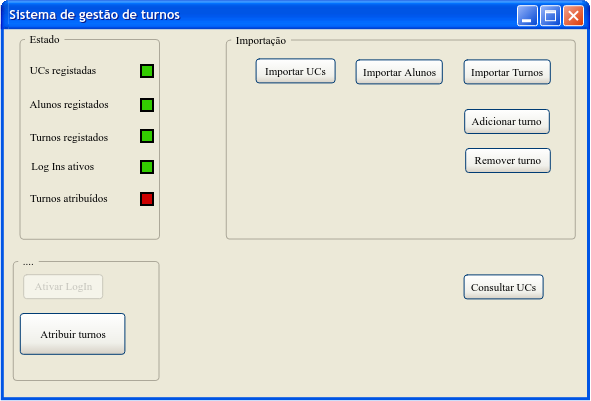 Sistema de gestão de turnos
Estado
UCs registadas
Alunos registados
Turnos registados
Log Ins ativos
Turnos atribuídos
Importação
Importar UCs
Importar Alunos
Importar Turnos
Adicionar turno
Remover turno
....
Ativar LogIn
Atribuir turnos
Consultar UCs